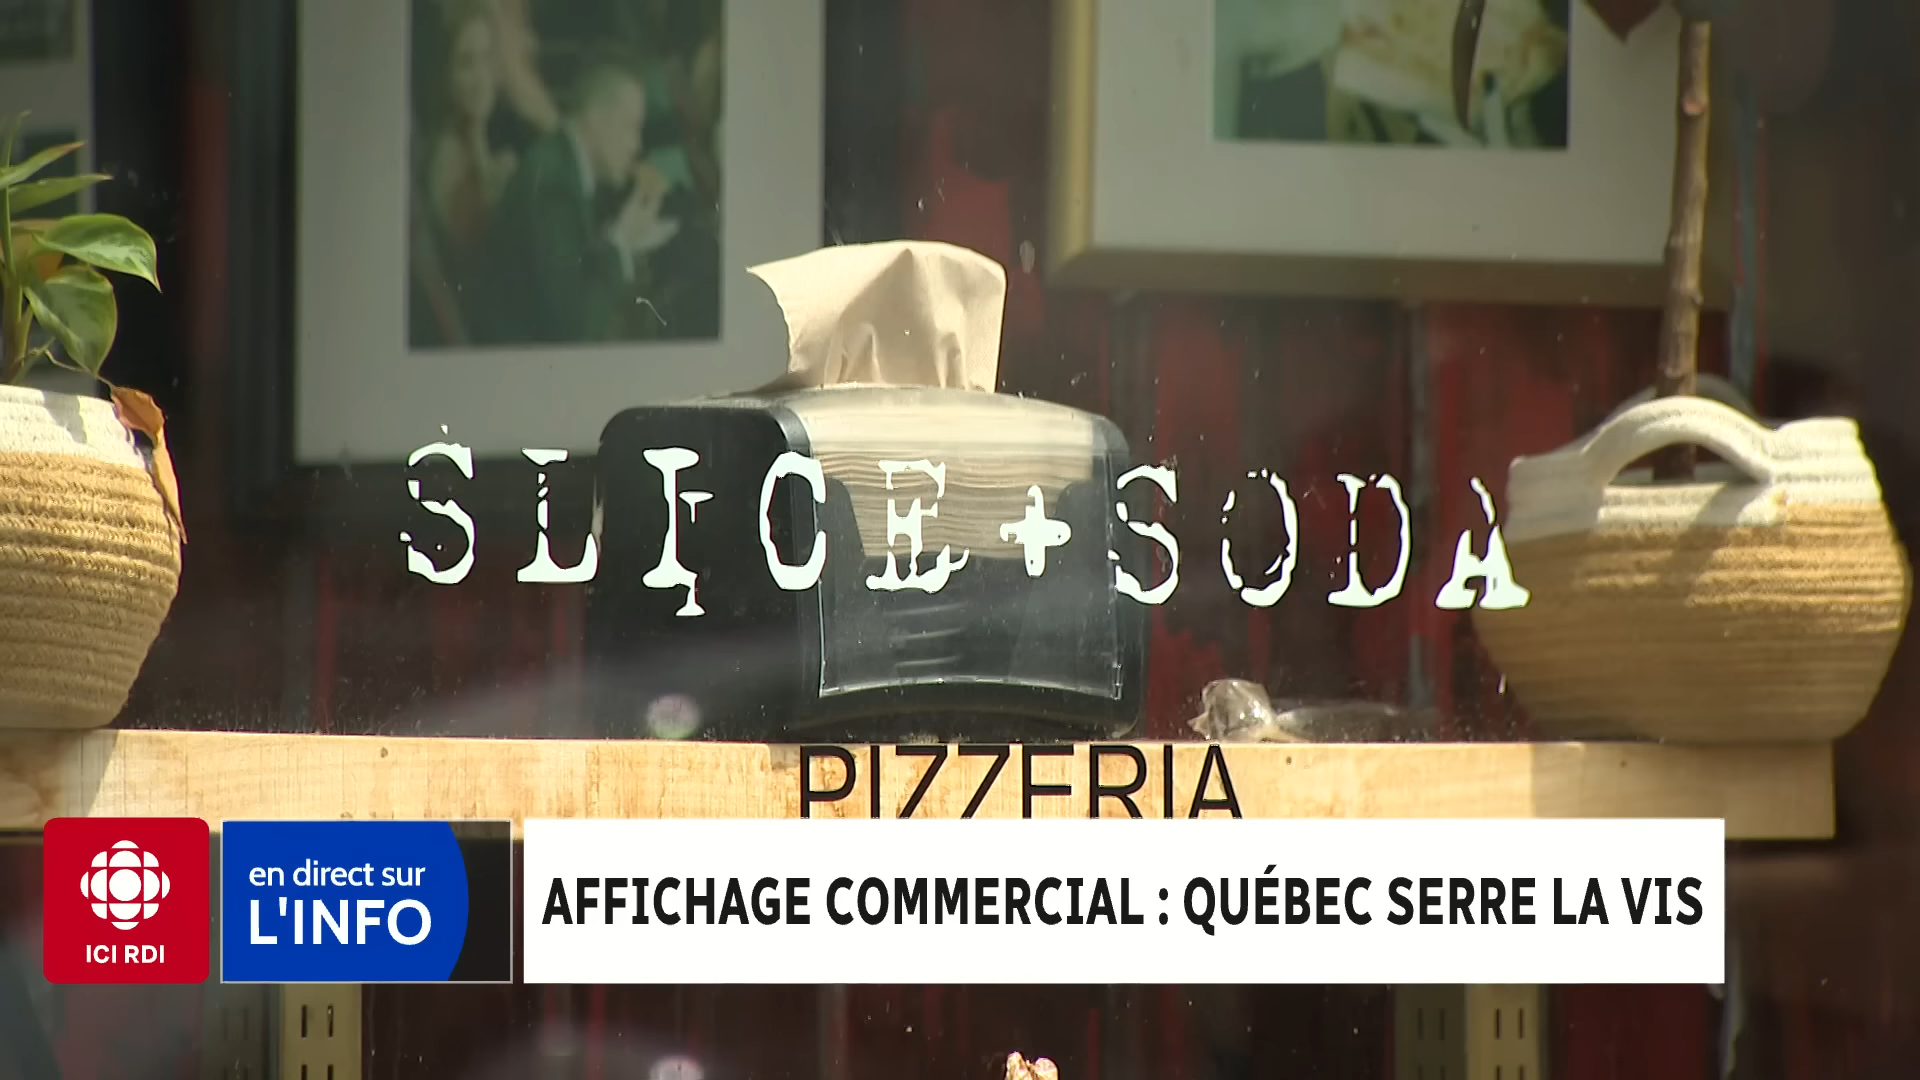 SLICE + SODA
PIZZERIA
ICI RDI
en direct sur
L'INFO
AFFICHAGE COMMERCIAL : QUÉBEC SERRE LA VIS